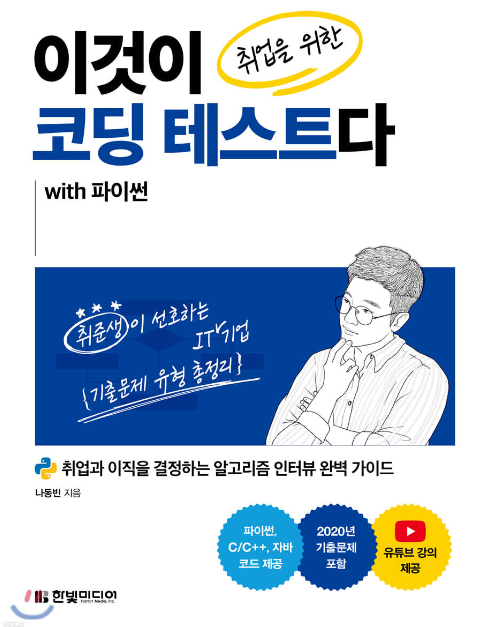 이것이
취업을 위한
코딩 테스트다
with 파이썬
취준생이 선호하는
IT기업
{기출문제 유형 총정리}
취업과 이직을 결정하는 알고리즘 인터뷰 완벽 가이드
나동빈 지음
파이썬,
C/C++, 자바
코드 제공
2020년
기출문제
포함
유튜브 강의
제공
한빛미디어
Hanbit Media, Inc.